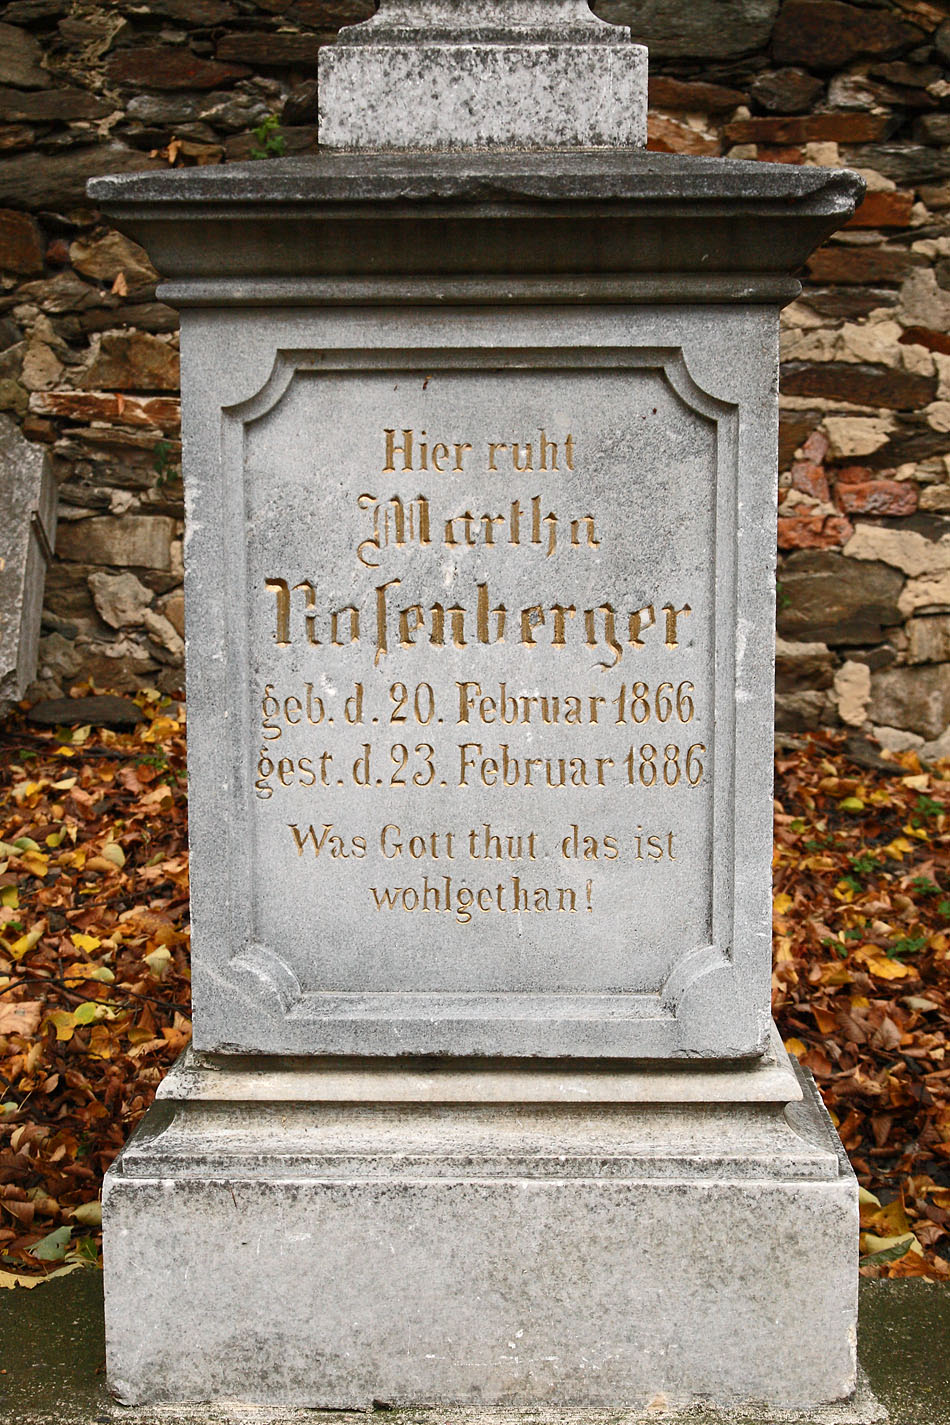 Hier ruht
Martha
Rosenberger
geb. d. 20. Februar 1866
gest. d. 23. Februar 1886
Was Gott thut, das ist
wohlgethan!